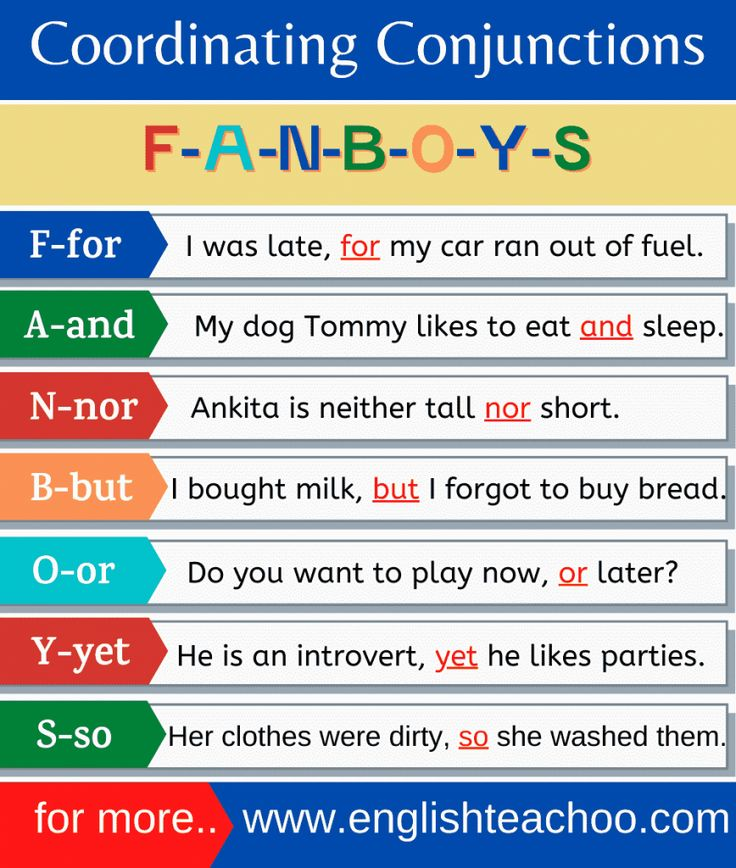 Coordinating Conjunctions
F-A-N-B-O-Y-S
F-for I was late, for my car ran out of fuel.
A-and My dog Tommy likes to eat and sleep.
N-nor Ankita is neither tall nor short.
B-but I bought milk, but I forgot to buy bread.
O-or Do you want to play now, or later?
Y-yet He is an introvert, yet he likes parties.
S-so Her clothes were dirty, so she washed them.
for more.. www.englishteachoo.com